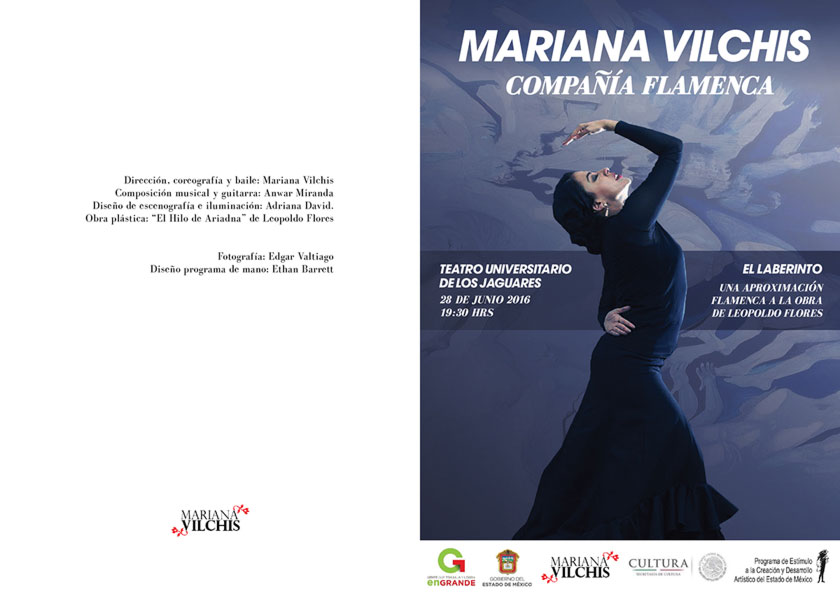 Dirección, coreografía y baile: Mariana Vilchis
Composición musical y guitarra: Anwar Miranda
Diseño de escenografía e iluminación: Adriana David.
Obra plástica: “El Hilo de Ariadna” de Leopoldo Flores
Fotografía: Edgar Valtiago
Diseño programa de mano: Ethan Barrett
MARIANA
VILCHIS
MARIANA VILCHIS
COMPAÑÍA FLAMENCA
TEATRO UNIVERSITARIO
DE LOS JAGUARES
28 DE JUNIO 2016
19:30 HRS
EL LABERINTO
UNA APROXIMACIÓN
FLAMENCA A LA OBRA
DE LEOPOLDO FLORES
G
enGRANDE
GOBIERNO DEL
ESTADO DE MÉXICO
MARIANA
VILCHIS
CULTURA
SECRETARÍA DE CULTURA
Programa de Estímulo
a la Creación y Desarrollo
Artístico del Estado de México